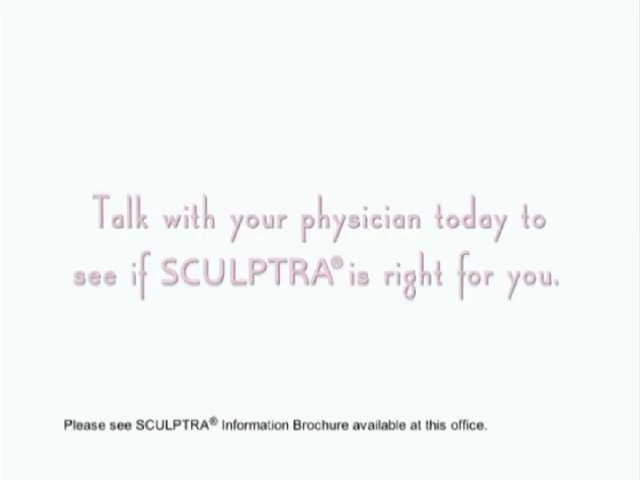 Talk with your physician today to
see if SCULPTRA® is right for you.
Please see SCULPTRA® Information Brochure available at this office.